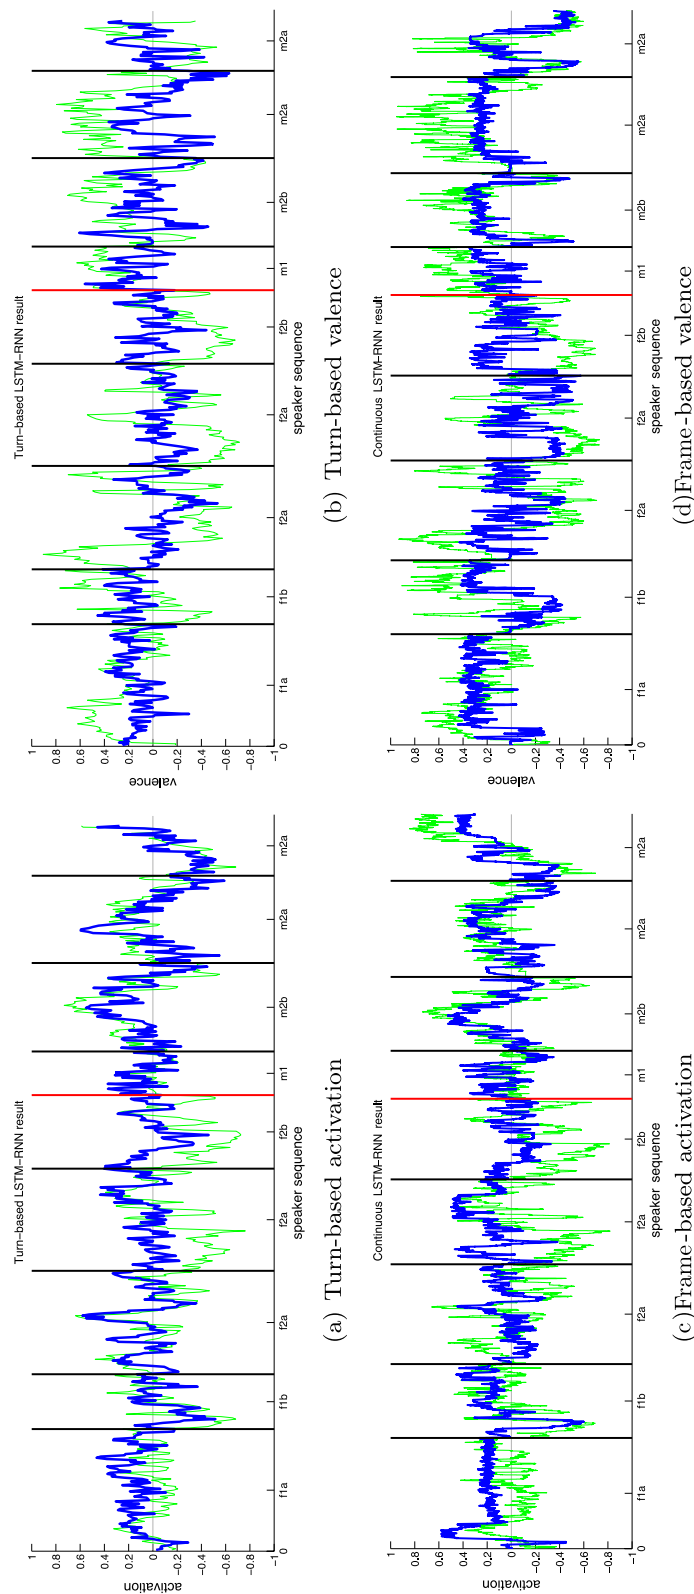 Turn−based LSTM−RNN result
activation
1
0.8
0.6
0.4
0.2
0
−0.2
−0.4
−0.6
−0.8
−1
0 f1a f1b f2a f2a f2b m1 m2b m2a m2a
speaker sequence
(a) Turn-based activation
Turn−based LSTM−RNN result
valence
1
0.8
0.6
0.4
0.2
0
−0.2
−0.4
−0.6
−0.8
−1
0 f1a f1b f2a f2a f2b m1 m2b m2a m2a
speaker sequence
(b) Turn-based valence
Continuous LSTM−RNN result
activation
1
0.8
0.6
0.4
0.2
0
−0.2
−0.4
−0.6
−0.8
−1
0 f1a f1b f2a f2a f2b m1 m2b m2a m2a
speaker sequence
(c)Frame-based activation
Continuous LSTM−RNN result
valence
1
0.8
0.6
0.4
0.2
0
−0.2
−0.4
−0.6
−0.8
−1
0 f1a f1b f2a f2a f2b m1 m2b m2a m2a
speaker sequence
(d)Frame-based valence